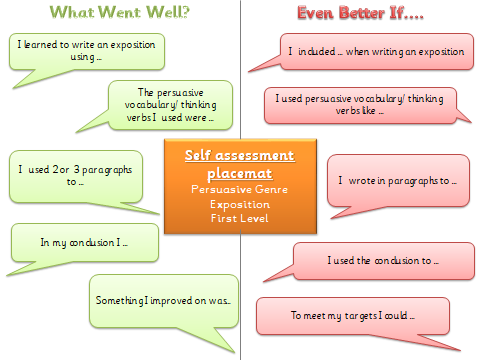 What Went Well?
I learned to write an exposition
using ...
The persuasive
vocabulary/ thinking
verbs I used were ...
I used 2 or 3 paragraphs
to ...
In my conclusion I ...
Something I improved on was..
Self assessment
placemat
Persuasive Genre
Exposition
First Level
Even Better If....
I included ... when writing an exposition
I used persuasive vocabulary/ thinking
verbs like ...
I wrote in paragraphs to ...
I used the conclusion to ...
To meet my targets I could ...